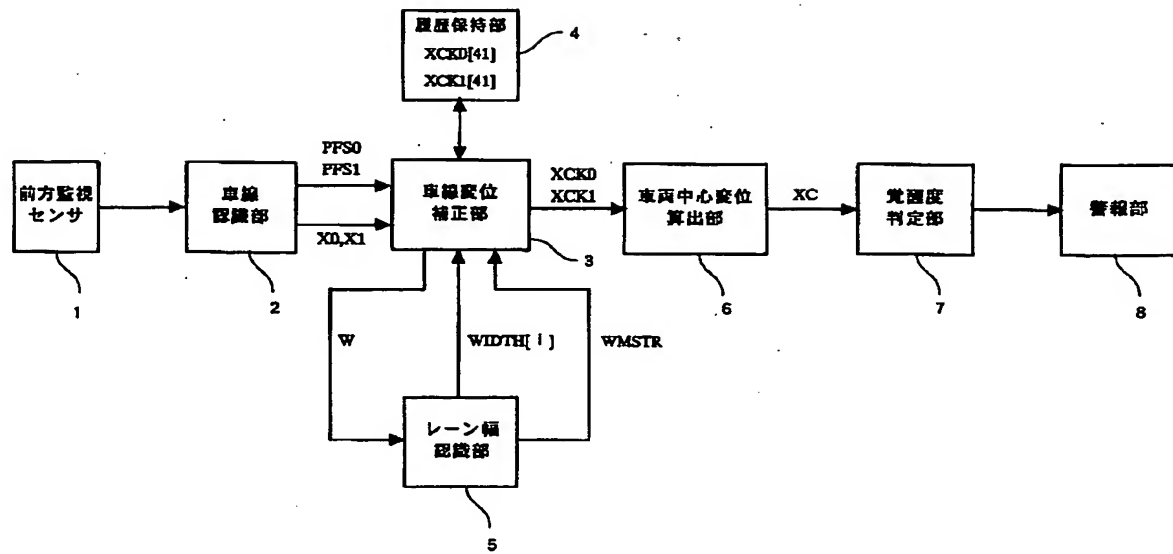 履歴保持部
XCK0[41]
XCK1[41]
4
前方監視
センサ
1
車線
認識部
2
PFS0
PFS1
X0,X1
車線変位
補正部
3
XCK0
XCK1
車両中心変位
算出部
6
XC
覚醒度
判定部
7
警報部
8
W
WIDTH[i]
WMSTR
レーン幅
認識部
5